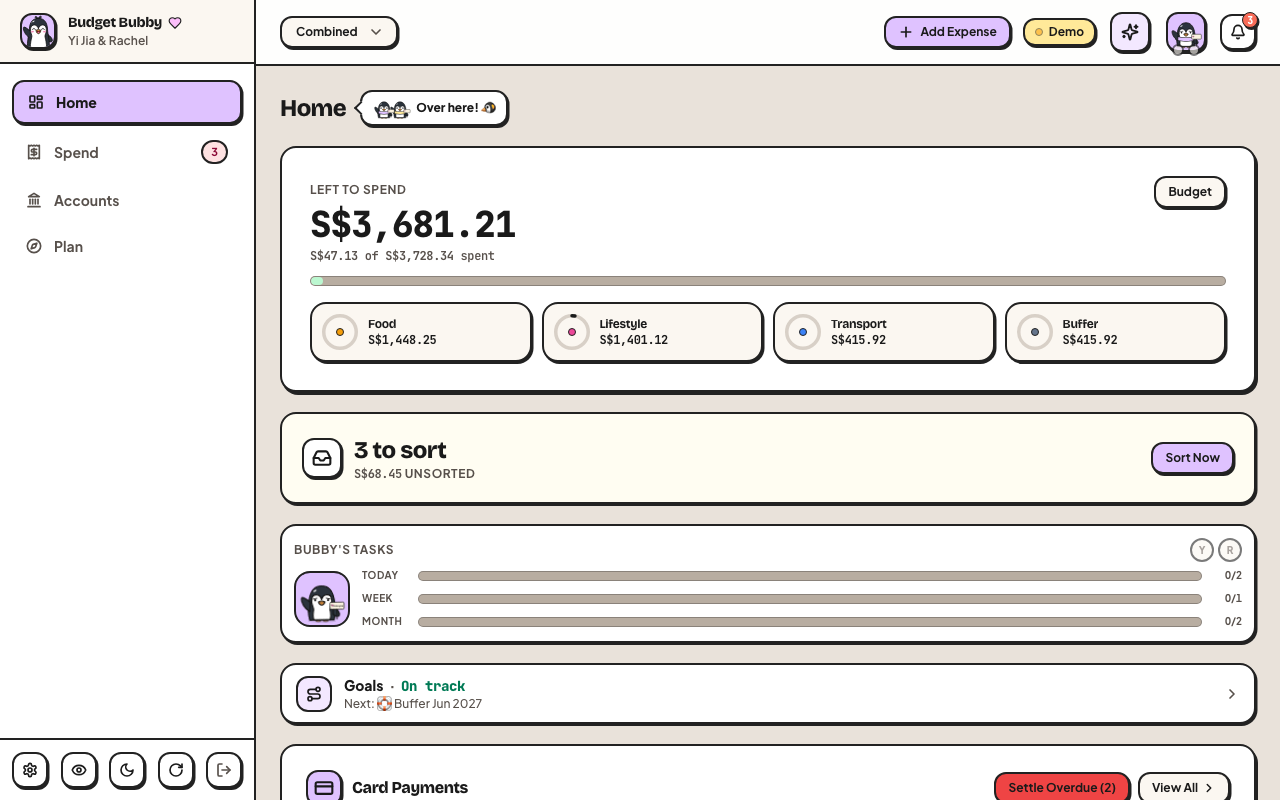 Budget Bubby
Yi Jia & Rachel
Combined
Add Expense
Demo
3
Home
Spend
3
Accounts
Plan
Home
Over here!
LEFT TO SPEND
S$3,681.21
S$47.13 of S$3,728.34 spent
Budget
Food
S$1,448.25
Lifestyle
S$1,401.12
Transport
S$415.92
Buffer
S$415.92
3 to sort
S$68.45 UNSORTED
Sort Now
BUBBY'S TASKS
Y R
TODAY 0/2
WEEK 0/1
MONTH 0/2
Goals · On track
Next: Buffer Jun 2027
Card Payments
Settle Overdue (2)
View All